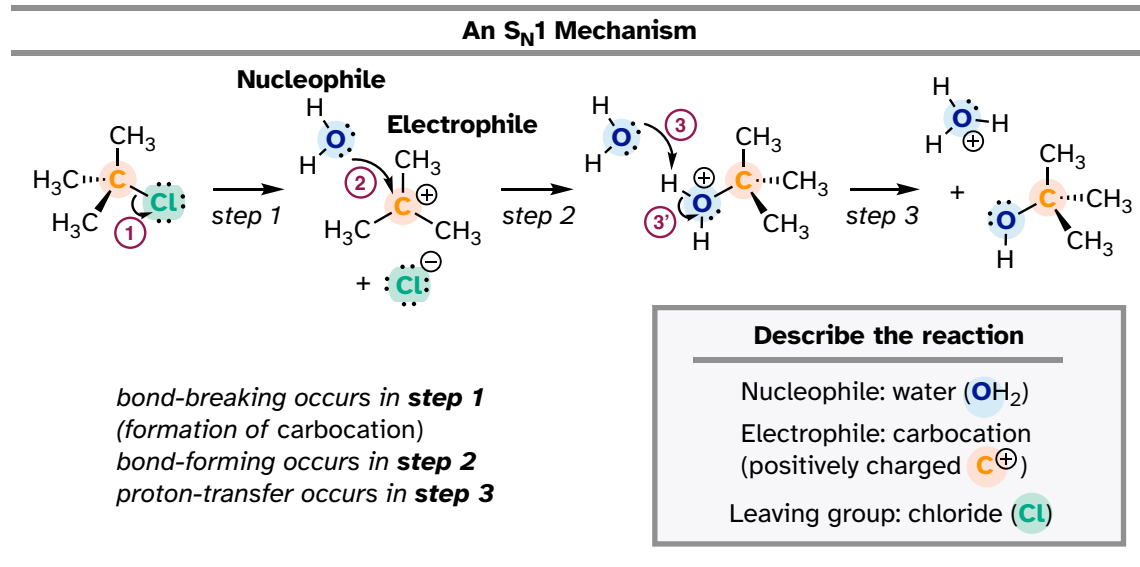 An SN1 Mechanism
Nucleophile
Electrophile
CH3
H3C
C
Cl
H3C
1
step 1
H
O
H
2
CH3
C ⊕
H3C
CH3
+ Cl ⊖
step 2
H
O
H
3
H
⊕
O
H
3'
CH3
C
CH3
CH3
step 3
H
O
H
H
⊕
+
CH3
C
CH3
CH3
O
H
bond-breaking occurs in step 1
(formation of carbocation)
bond-forming occurs in step 2
proton-transfer occurs in step 3
Describe the reaction
Nucleophile: water (OH2)
Electrophile: carbocation
(positively charged C⊕)
Leaving group: chloride (Cl)